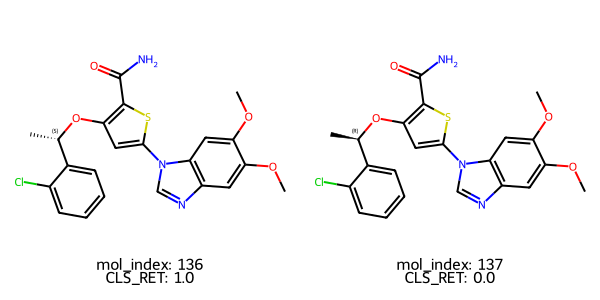 O NH₂ O NH₂
O S O O S O
(S) (R)
N O N O
Cl N Cl N
mol_index: 136 mol_index: 137
CLS_RET: 1.0 CLS_RET: 0.0